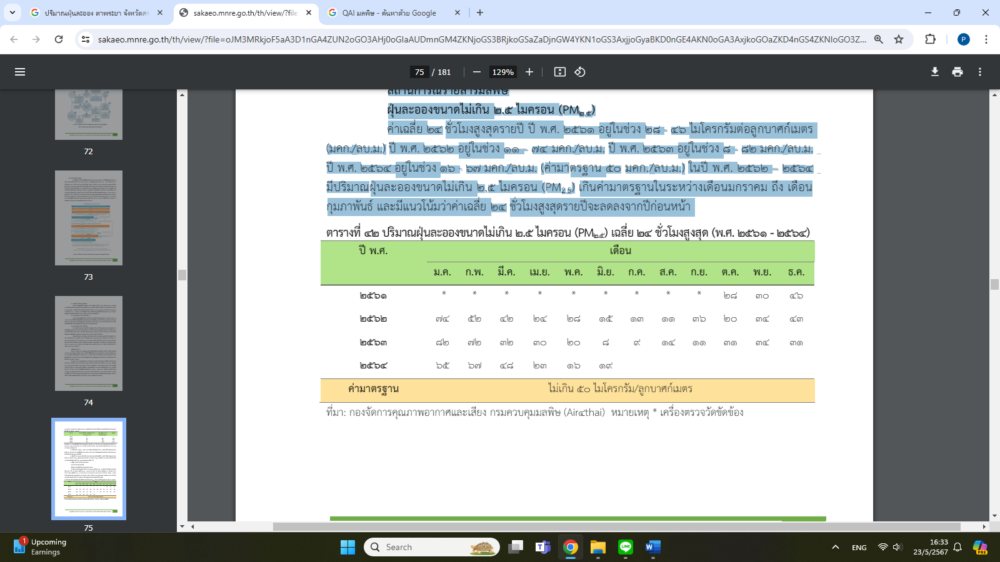 ปริมาณฝุ่นละออง ตาพระยา จังหวัดสระ
sakaeo.mnre.go.th/th/view/?file
QAI มลพิษ - ค้นหาด้วย Google
sakaeo.mnre.go.th/th/view/?file=oJM3MRkjoF5aA3D1nGA4ZUN2oGO3AHj0oGlaAUDmnGM4ZKNjoGS3BRjkoGSaZaDjnGW4YKN1oGS3AxjjoGyaBKD0nGE4AKN0oGA3AxjkoGOaZKD4nGS4ZKNloGO3Z...
P
75 / 181
129%
72
73
74
75
สถานการณ์รายสารมลพิษ
ฝุ่นละอองขนาดไม่เกิน ๒.๕ ไมครอน (PM๒.๕)
ค่าเฉลี่ย ๒๔ ชั่วโมงสูงสุดรายปี ปี พ.ศ. ๒๕๖๑ อยู่ในช่วง ๒๘ - ๔๖ ไมโครกรัมต่อลูกบาศก์เมตร
(มคก./ลบ.ม.) ปี พ.ศ. ๒๕๖๒ อยู่ในช่วง ๑๑ - ๗๔ มคก./ลบ.ม. ปี พ.ศ. ๒๕๖๓ อยู่ในช่วง ๘ - ๘๒ มคก./ลบ.ม.
ปี พ.ศ. ๒๕๖๔ อยู่ในช่วง ๑๖ - ๖๗ มคก./ลบ.ม. (ค่ามาตรฐาน ๕๐ มคก./ลบ.ม.) ในปี พ.ศ. ๒๕๖๒ - ๒๕๖๔
มีปริมาณฝุ่นละอองขนาดไม่เกิน ๒.๕ ไมครอน (PM2.5) เกินค่ามาตรฐานในระหว่างเดือนมกราคม ถึง เดือน
กุมภาพันธ์ และมีแนวโน้มว่าค่าเฉลี่ย ๒๔ ชั่วโมงสูงสุดรายปีจะลดลงจากปีก่อนหน้า
ตารางที่ ๔๒ ปริมาณฝุ่นละอองขนาดไม่เกิน ๒.๕ ไมครอน (PM๒.๕) เฉลี่ย ๒๔ ชั่วโมงสูงสุด (พ.ศ. ๒๕๖๑ - ๒๕๖๔)
ปี พ.ศ. เดือน
ม.ค. ก.พ. มี.ค. เม.ย. พ.ค. มิ.ย. ก.ค. ส.ค. ก.ย. ต.ค. พ.ย. ธ.ค.
๒๕๖๑ * * * * * * * * * ๒๘ ๓๐ ๔๖
๒๕๖๒ ๗๔ ๕๒ ๔๒ ๒๔ ๒๘ ๑๕ ๑๓ ๑๑ ๓๖ ๒๐ ๓๔ ๔๓
๒๕๖๓ ๘๒ ๗๒ ๓๒ ๓๐ ๒๐ ๘ ๙ ๑๔ ๑๑ ๓๑ ๓๔ ๓๑
๒๕๖๔ ๖๕ ๖๗ ๔๘ ๒๓ ๑๖ ๑๙
ค่ามาตรฐาน ไม่เกิน ๕๐ ไมโครกรัม/ลูกบาศก์เมตร
ที่มา: กองจัดการคุณภาพอากาศและเสียง กรมควบคุมมลพิษ (Air๔thai) หมายเหตุ * เครื่องตรวจวัดขัดข้อง
1
Upcoming
Earnings
Search
ENG
16:33
23/5/2567
PRE